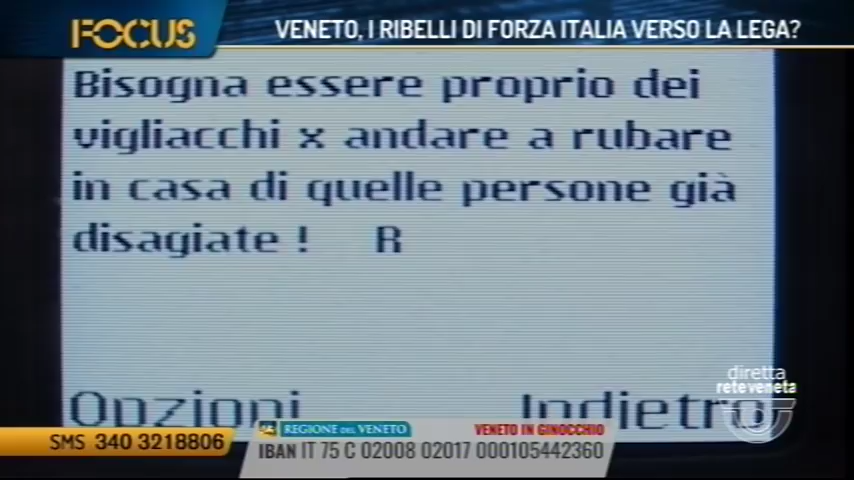 FOCUS
VENETO, I RIBELLI DI FORZA ITALIA VERSO LA LEGA?
Bisogna essere proprio dei
vigliacchi x andare a rubare
in casa di quelle persone già
disagiate ! R
Opzioni Indietro
diretta
reteveneta
SMS 340 3218806
REGIONE DEL VENETO
VENETO IN GINOCCHIO
IBAN IT 75 C 02008 02017 000105442360